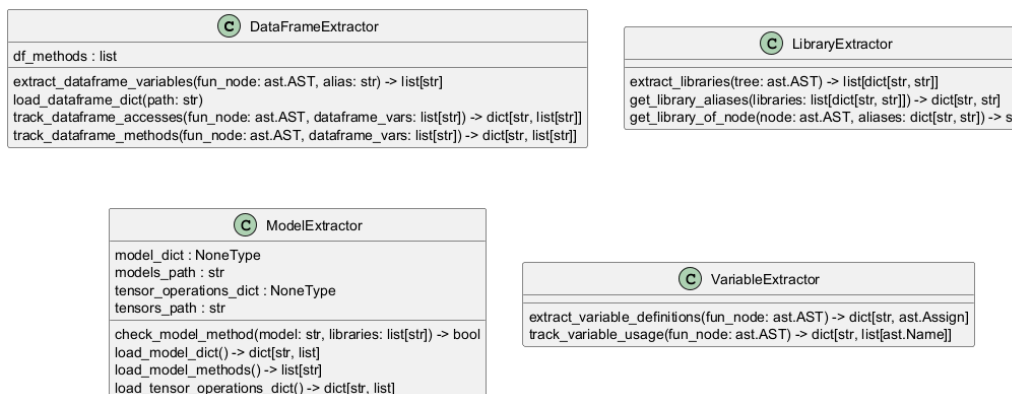 C DataFrameExtractor
df_methods : list
extract_dataframe_variables(fun_node: ast.AST, alias: str) -> list[str]
load_dataframe_dict(path: str)
track_dataframe_accesses(fun_node: ast.AST, dataframe_vars: list[str]) -> dict[str, list[str]]
track_dataframe_methods(fun_node: ast.AST, dataframe_vars: list[str]) -> dict[str, list[str]]
C LibraryExtractor
extract_libraries(tree: ast.AST) -> list[dict[str, str]]
get_library_aliases(libraries: list[dict[str, str]]) -> dict[str, str]
get_library_of_node(node: ast.AST, aliases: dict[str, str]) -> s
C ModelExtractor
model_dict : NoneType
models_path : str
tensor_operations_dict : NoneType
tensors_path : str
check_model_method(model: str, libraries: list[str]) -> bool
load_model_dict() -> dict[str, list]
load_model_methods() -> list[str]
load_tensor_operations_dict() -> dict[str, list]
C VariableExtractor
extract_variable_definitions(fun_node: ast.AST) -> dict[str, ast.Assign]
track_variable_usage(fun_node: ast.AST) -> dict[str, list[ast.Name]]